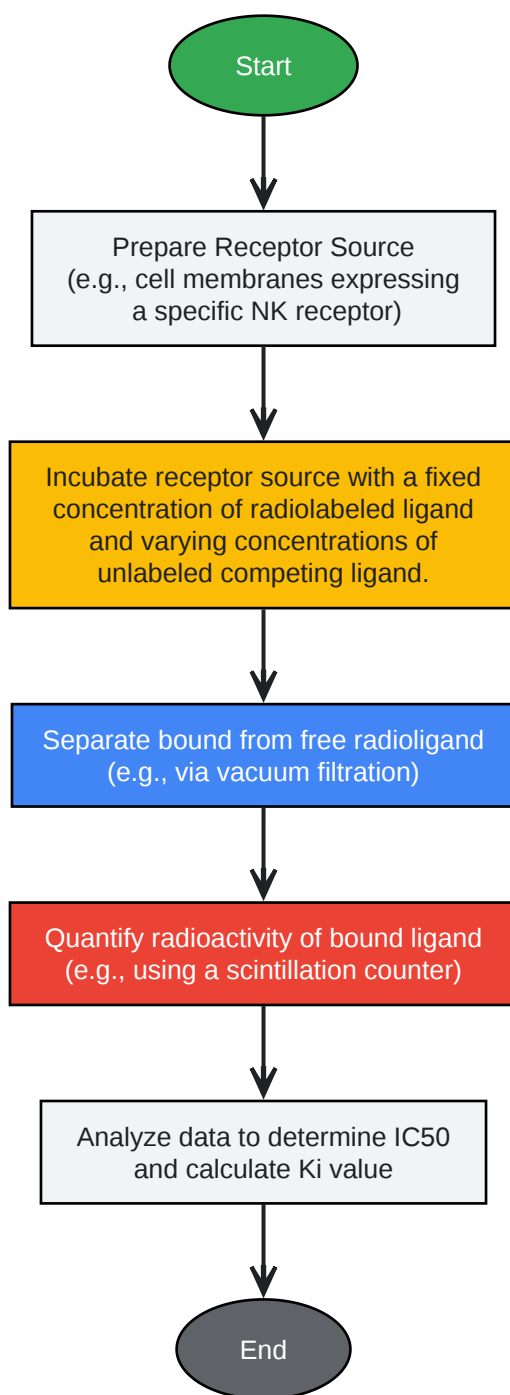 Start
Prepare Receptor Source
(e.g., cell membranes expressing
a specific NK receptor)
Incubate receptor source with a fixed
concentration of radiolabeled ligand
and varying concentrations of
unlabeled competing ligand.
Separate bound from free radioligand
(e.g., via vacuum filtration)
Quantify radioactivity of bound ligand
(e.g., using a scintillation counter)
Analyze data to determine IC50
and calculate Ki value
End